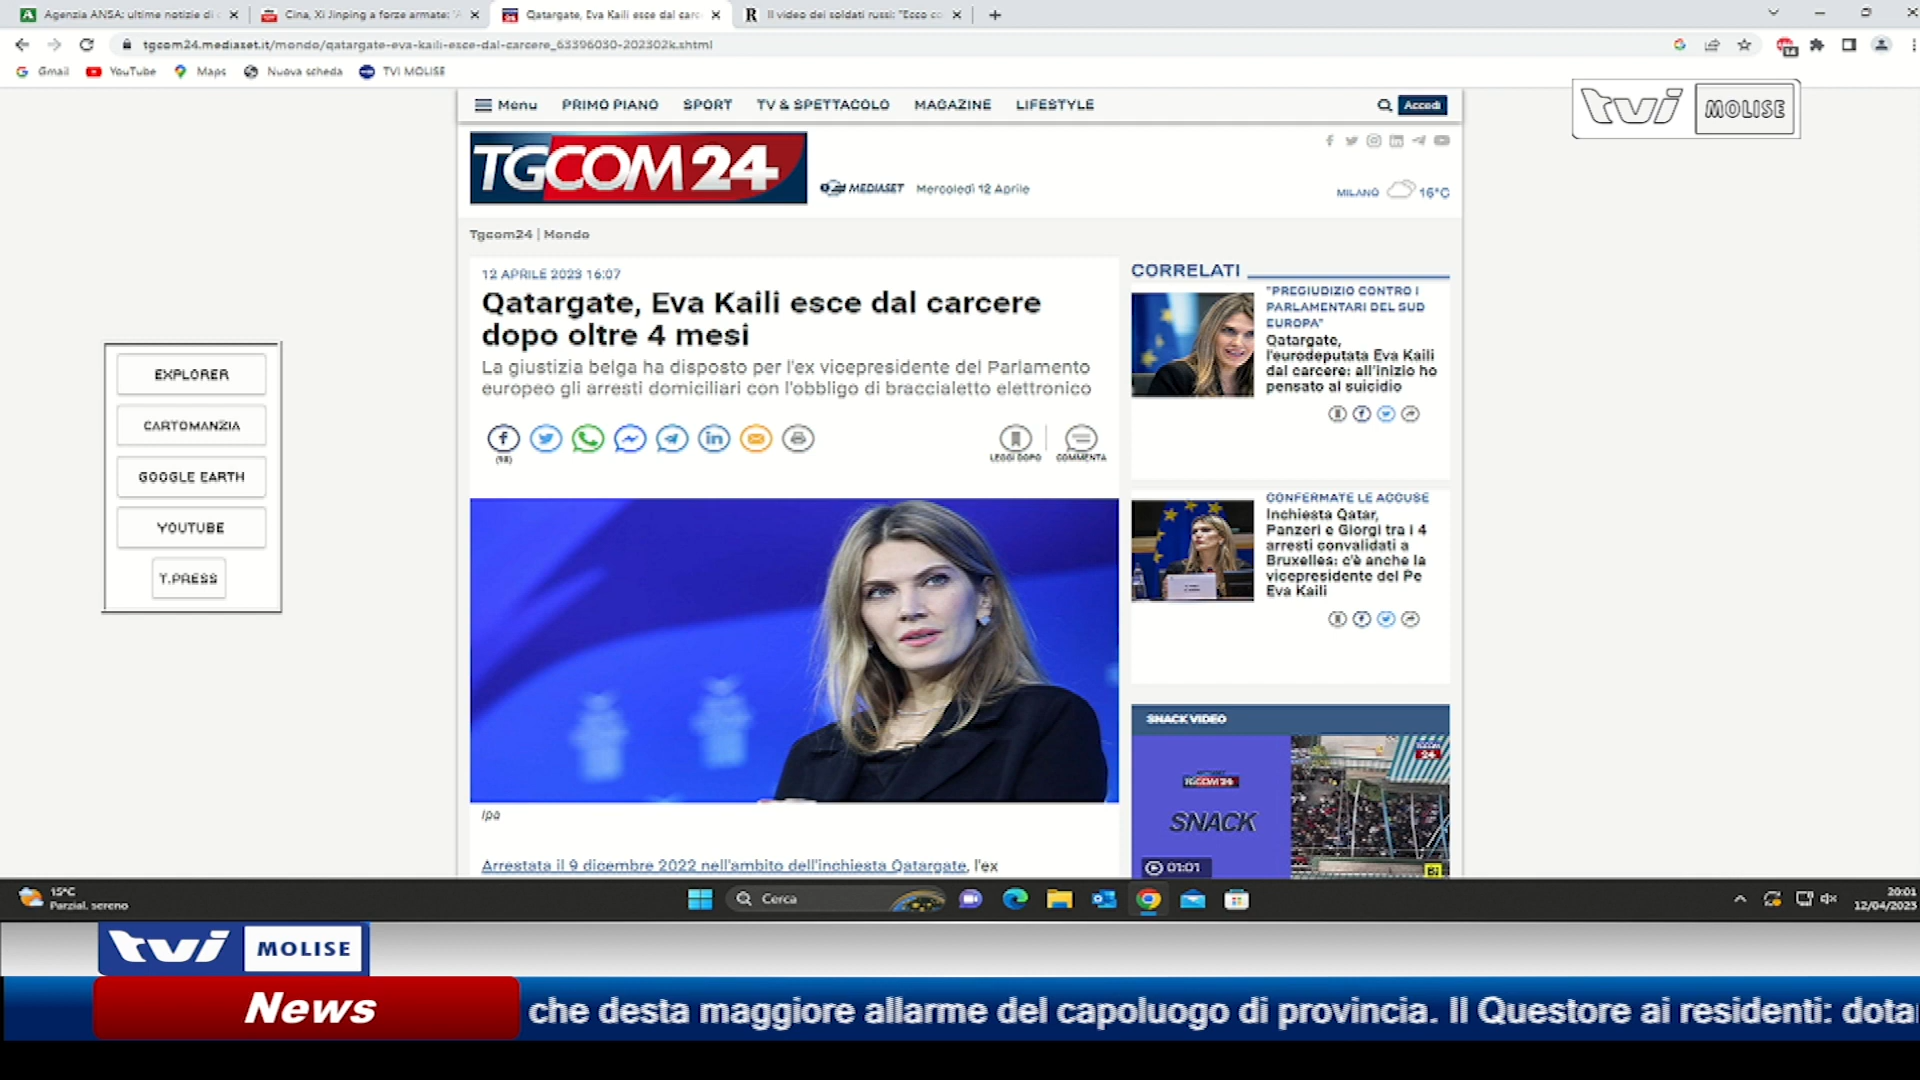 Agenzia ANSA: ultime notizie di
Cina, Xi Jinping a forze armate:
Qatargate, Eva Kaili esce dal carc
Il video dei soldati russi: "Ecco co
tgcom24.mediaset.it/mondo/qatargate-eva-kaili-esce-dal-carcere_63396030-202302k.shtml
Gmail YouTube Maps Nuova scheda TVI MOLISE
Menu PRIMO PIANO SPORT TV & SPETTACOLO MAGAZINE LIFESTYLE Accedi
tvi MOLISE
TGCOM24
MEDIASET Mercoledì 12 Aprile
MILANO 16°C
Tgcom24 | Mondo
12 APRILE 2023 16:07
Qatargate, Eva Kaili esce dal carcere
dopo oltre 4 mesi
La giustizia belga ha disposto per l'ex vicepresidente del Parlamento
europeo gli arresti domiciliari con l'obbligo di braccialetto elettronico
LEGGI DOPO COMMENTA
Ipa
Arrestata il 9 dicembre 2022 nell'ambito dell'inchiesta Qatargate, l'ex
CORRELATI
"PREGIUDIZIO CONTRO I
PARLAMENTARI DEL SUD
EUROPA"
Qatargate,
l'eurodeputata Eva Kaili
dal carcere: all'inizio ho
pensato al suicidio
CONFERMATE LE ACCUSE
Inchiesta Qatar,
Panzeri e Giorgi tra i 4
arresti convalidati a
Bruxelles: c'è anche la
vicepresidente del Pe
Eva Kaili
SNACK VIDEO
TGCOM24
SNACK
01:01
TGCOM
24
EXPLORER
CARTOMANZIA
GOOGLE EARTH
YOUTUBE
T.PRESS
15°C
Parzial. sereno
Cerca
20:01
12/04/2023
tvi MOLISE
News
che desta maggiore allarme del capoluogo di provincia. Il Questore ai residenti: dota